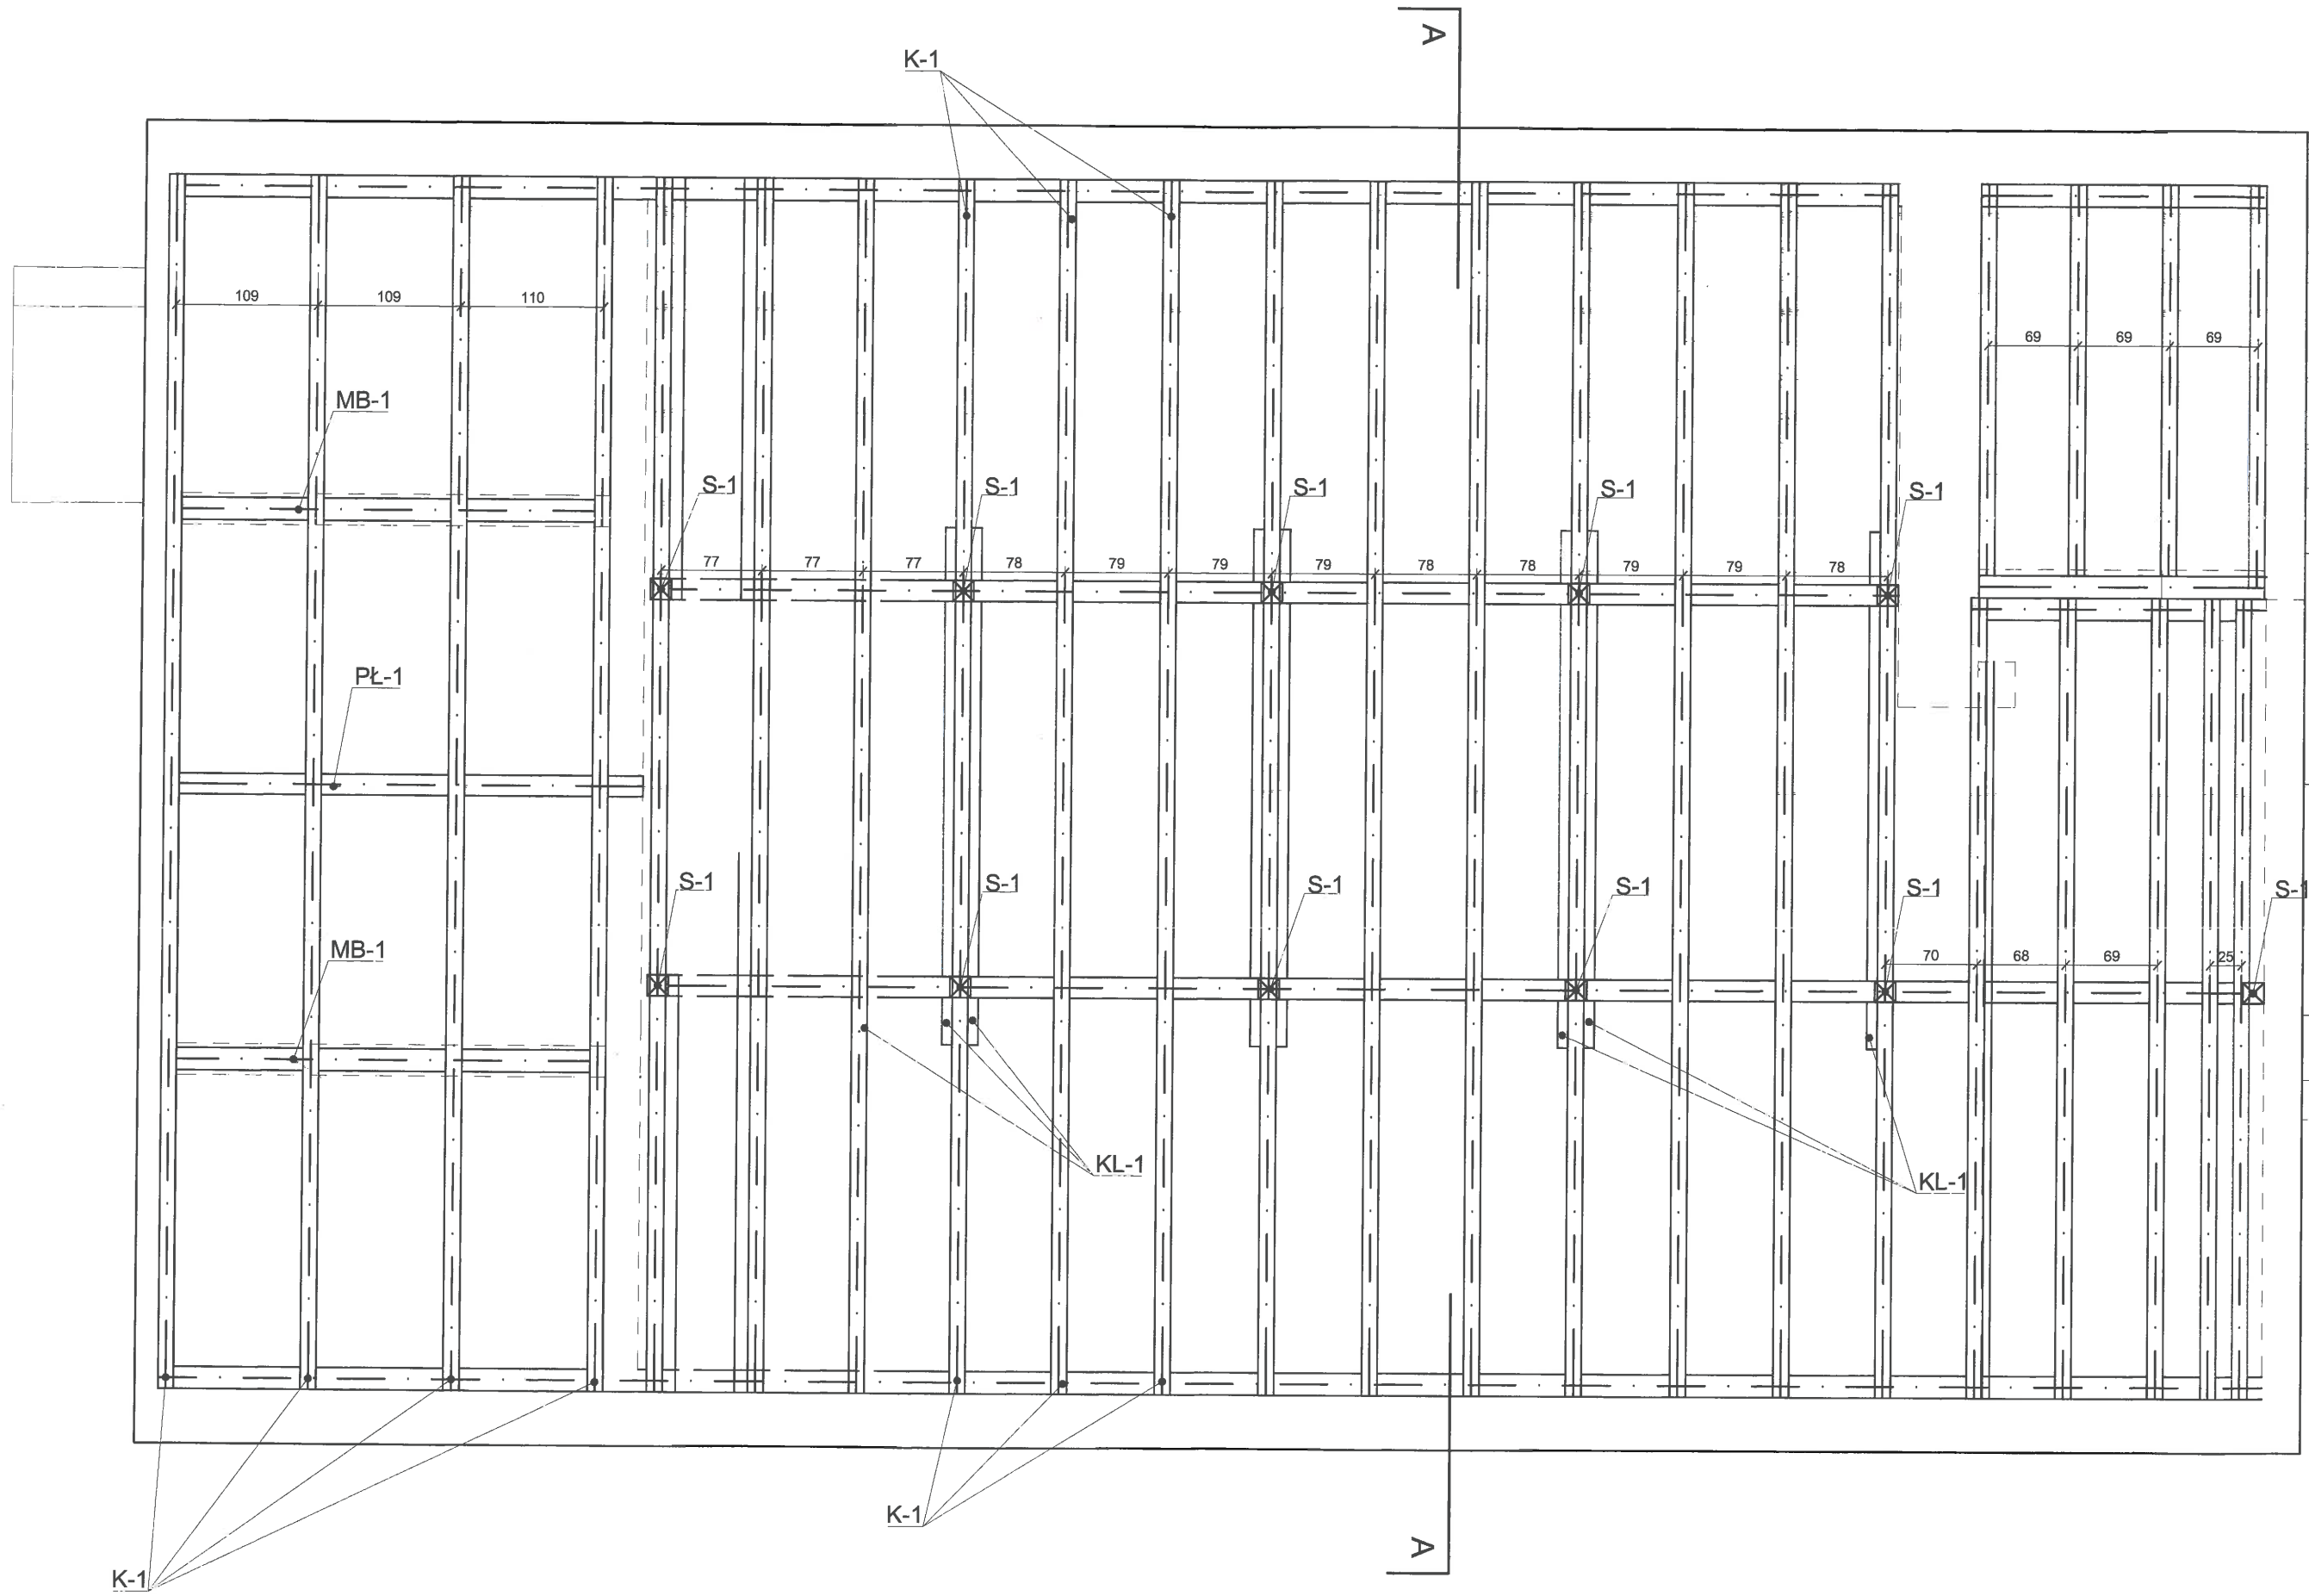 A
K-1
109 109 110
69 69 69
MB-1
S-1 S-1 S-1 S-1 S-1
77 77 77 78 79 79 79 78 78 79 79 78
PŁ-1
S-1 S-1 S-1 S-1 S-1 S-1
MB-1
70 68 69 25
KL-1 KL-1
K-1
A
K-1